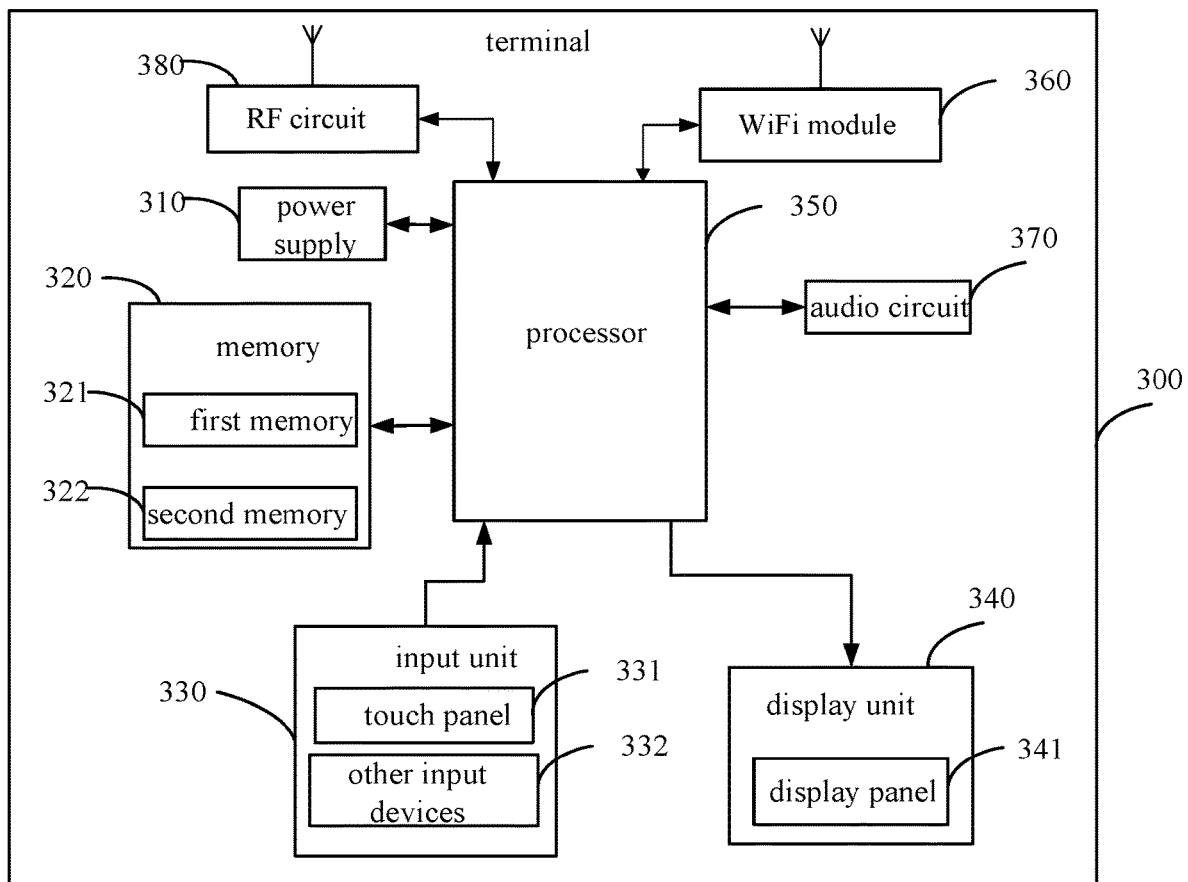 terminal
380
RF circuit
WiFi module
360
310
power
supply
350
370
320
memory
processor
audio circuit
321
first memory
300
322
second memory
340
input unit
331
330
touch panel
display unit
332
other input
devices
341
display panel